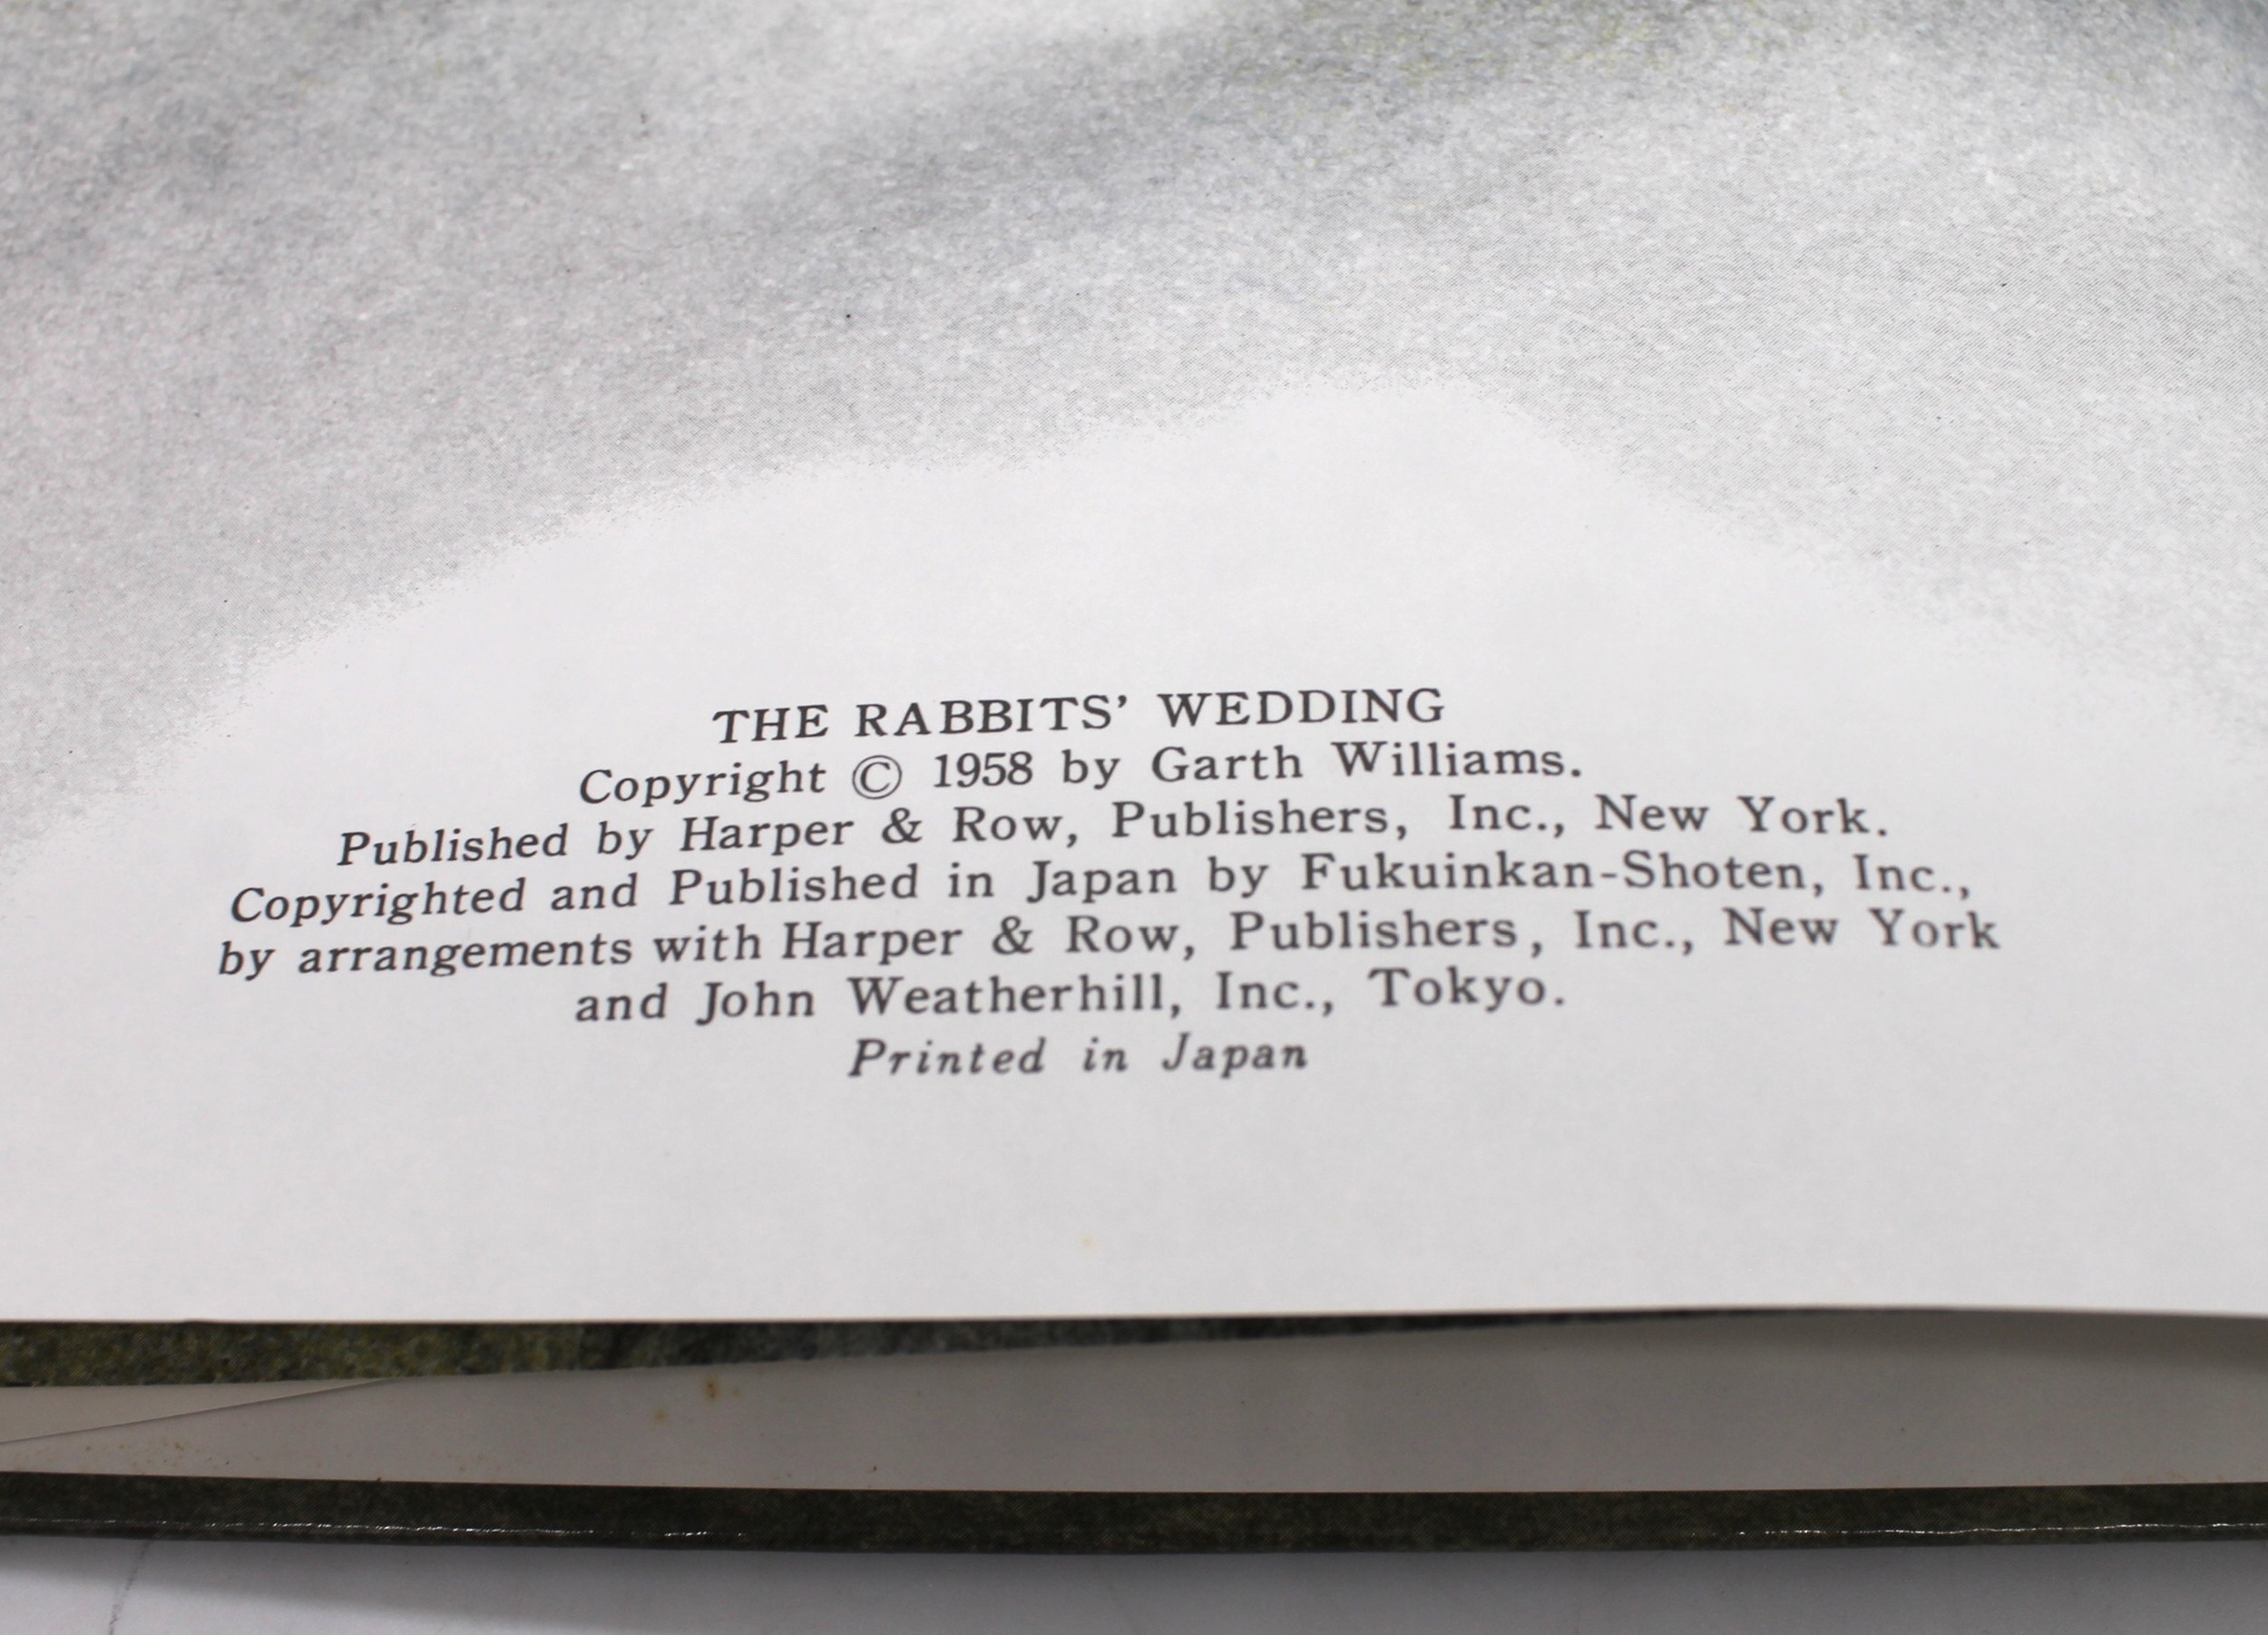 THE RABBITS’ WEDDING
Copyright © 1958 by Garth Williams.
Published by Harper & Row, Publishers, Inc., New York.
Copyrighted and Published in Japan by Fukuinkan-Shoten, Inc.,
by arrangements with Harper & Row, Publishers, Inc., New York
and John Weatherhill, Inc., Tokyo.
Printed in Japan